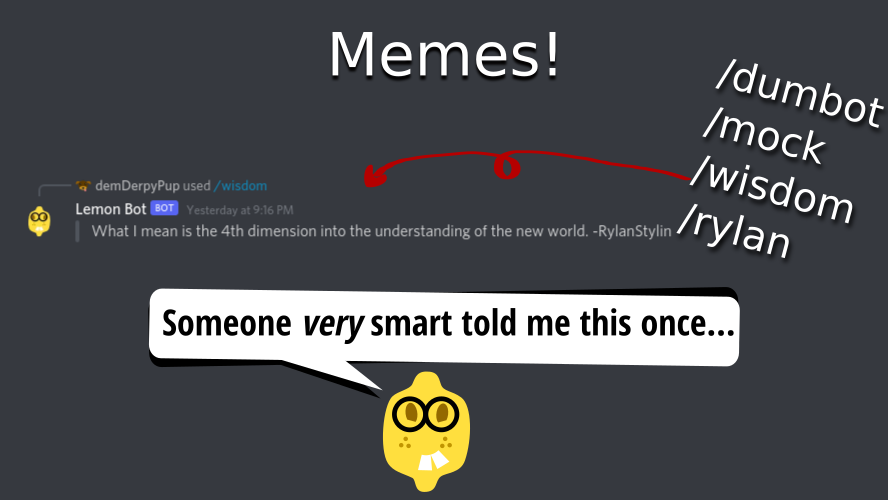 Memes!
/dumbot
/mock
/wisdom
/rylan
demDerpyPup used /wisdom
Lemon Bot BOT Yesterday at 9:16 PM
What I mean is the 4th dimension into the understanding of the new world. -RylanStylin
Someone very smart told me this once...